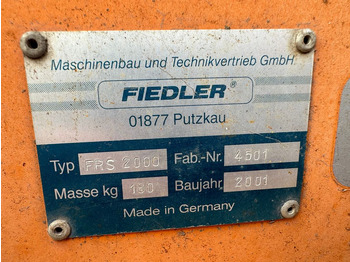 Maschinenbau und Technikvertrieb GmbH
FIEDLER®
01877 Putzkau
Typ FRS 2000 Fab.-Nr. 4501
Masse kg 180 Baujahr 2001
Made in Germany